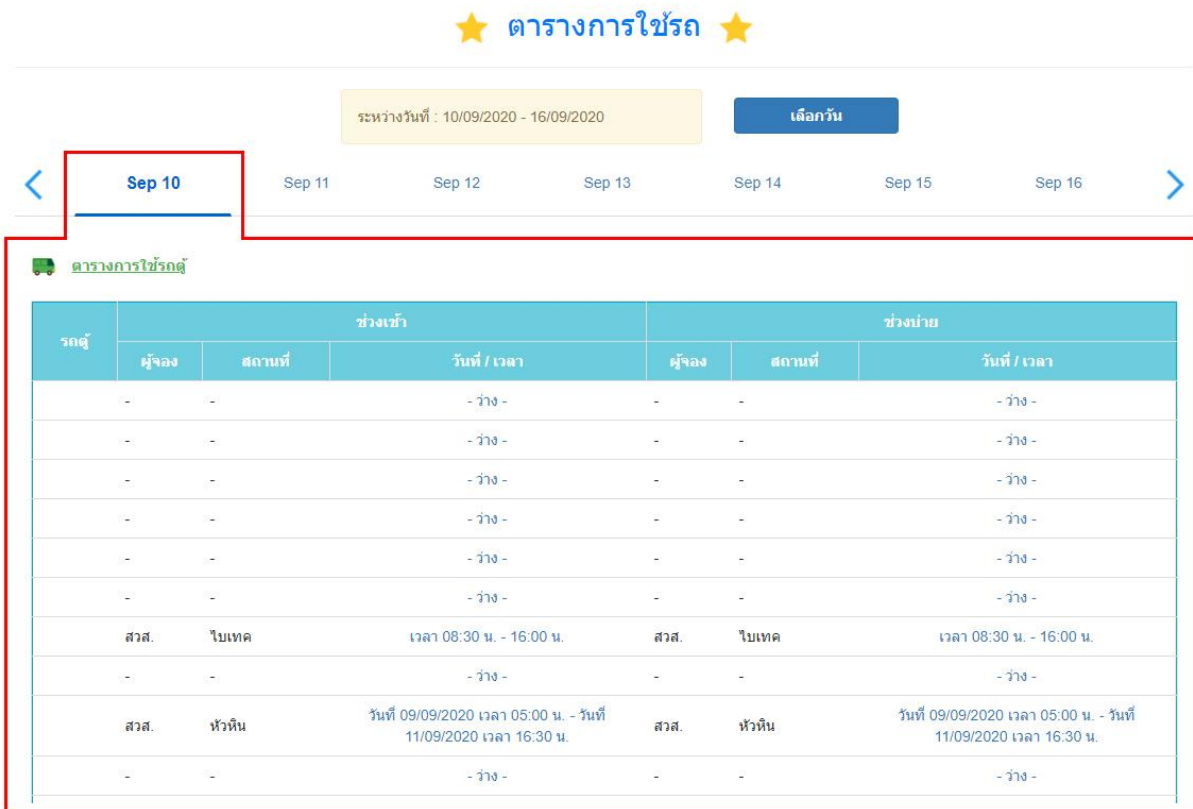 ตารางการใช้รถ
ระหว่างวันที่ : 10/09/2020 - 16/09/2020
เลือกวัน
Sep 10 Sep 11 Sep 12 Sep 13 Sep 14 Sep 15 Sep 16
ตารางการใช้รถตู้
รถตู้ ช่วงเช้า ช่วงบ่าย
ผู้จอง สถานที่ วันที่ / เวลา ผู้จอง สถานที่ วันที่ / เวลา
- - - ว่าง - - - - ว่าง -
- - - ว่าง - - - - ว่าง -
- - - ว่าง - - - - ว่าง -
- - - ว่าง - - - - ว่าง -
- - - ว่าง - - - - ว่าง -
- - - ว่าง - - - - ว่าง -
สวส. ไบเทค เวลา 08:30 น. - 16:00 น. สวส. ไบเทค เวลา 08:30 น. - 16:00 น.
- - - ว่าง - - - - ว่าง -
สวส. หัวหิน วันที่ 09/09/2020 เวลา 05:00 น. - วันที่ สวส. หัวหิน วันที่ 09/09/2020 เวลา 05:00 น. - วันที่
11/09/2020 เวลา 16:30 น. 11/09/2020 เวลา 16:30 น.
- - - ว่าง - - - - ว่าง -